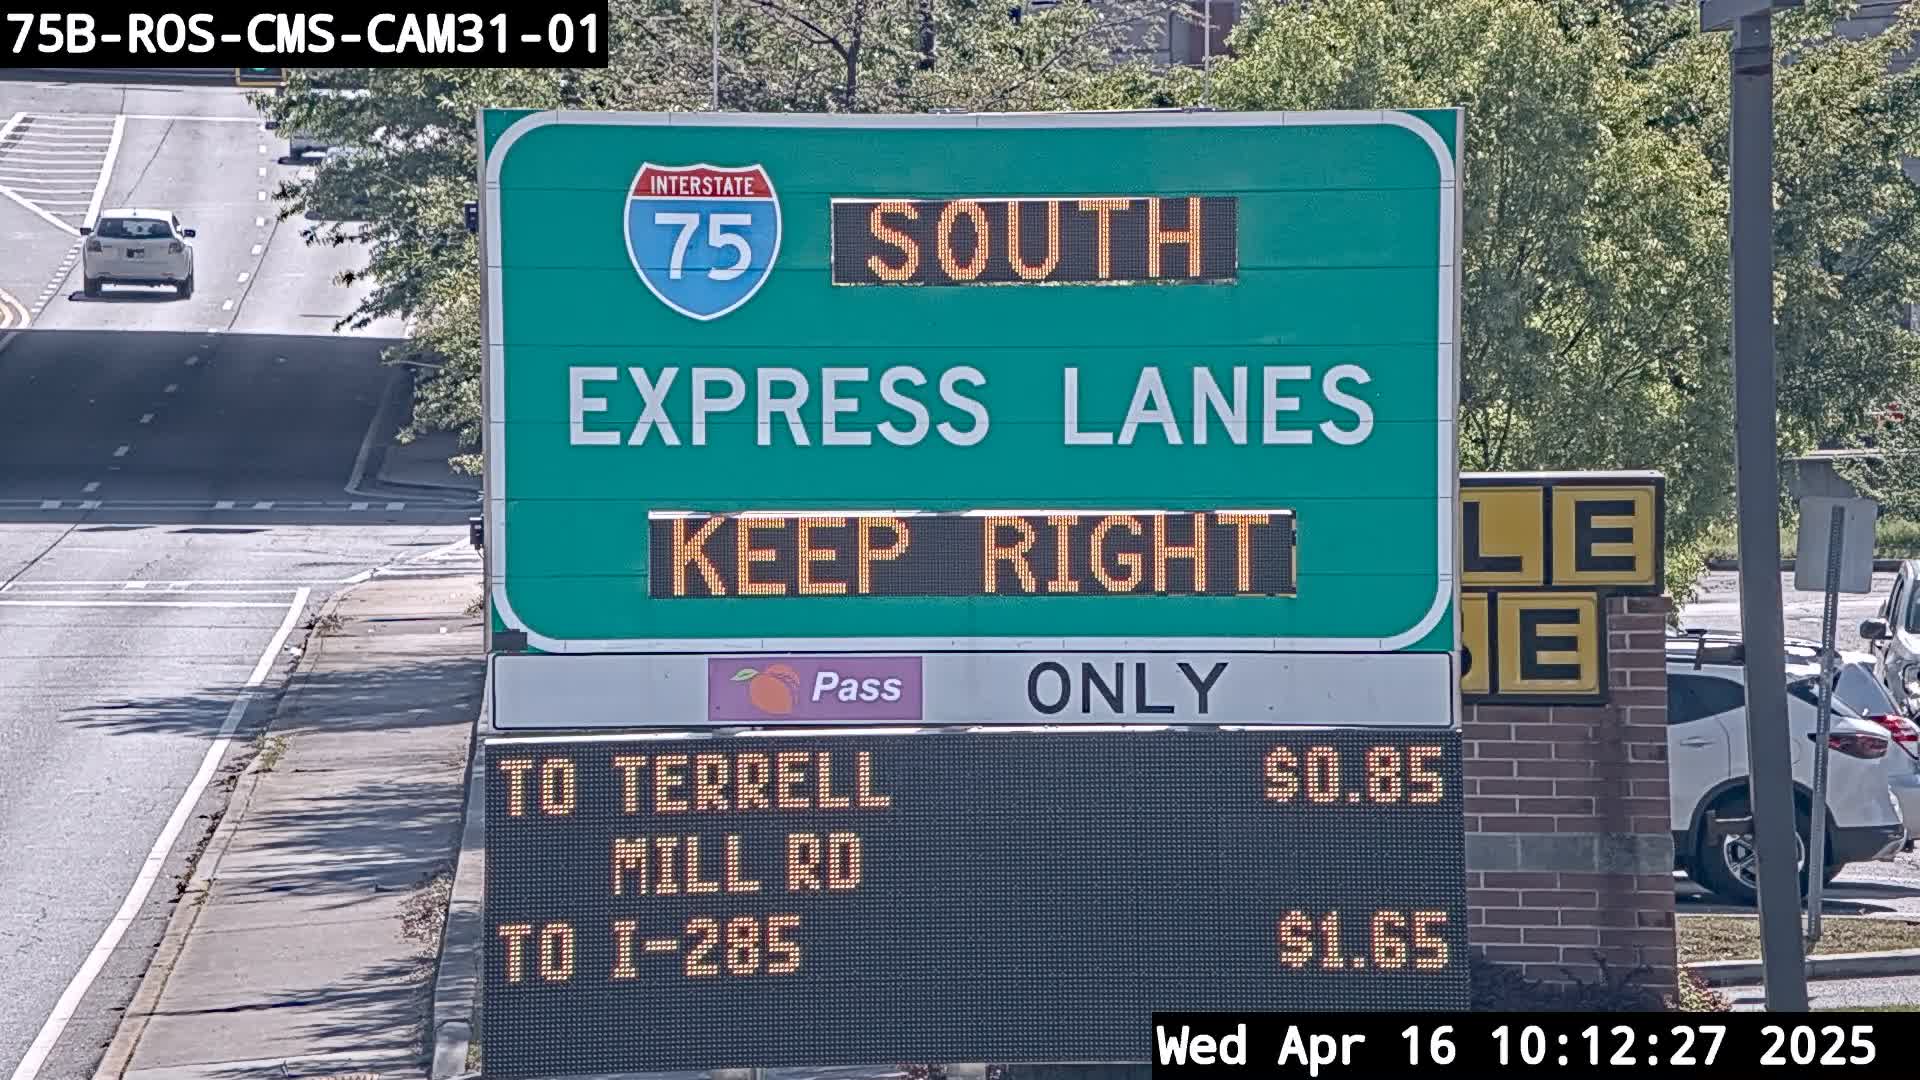 75B-ROS-CMS-CAM31-01
INTERSTATE
75
SOUTH
EXPRESS LANES
KEEP RIGHT
Pass ONLY
TO TERRELL $0.85
MILL RD
TO I-285 $1.65
LE
E
Wed Apr 16 10:12:27 2025